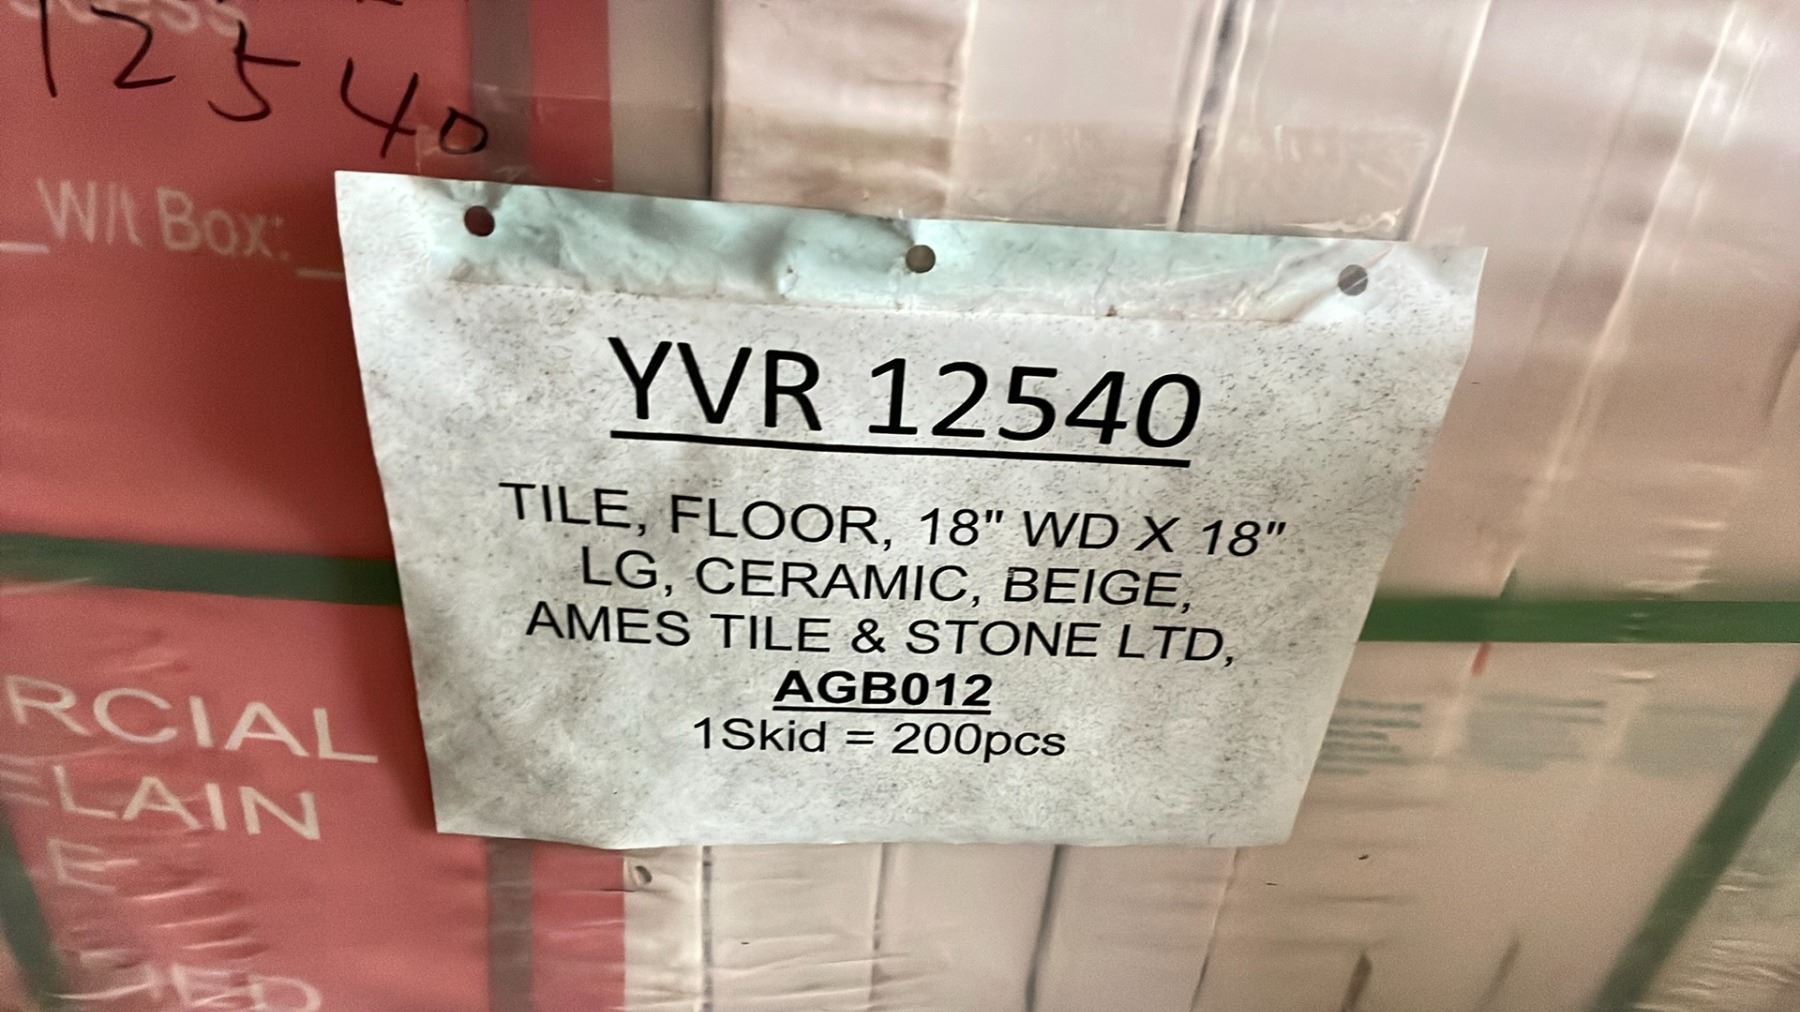 12540
W/t Box:
YVR 12540
TILE, FLOOR, 18" WD X 18"
LG, CERAMIC, BEIGE,
AMES TILE & STONE LTD,
AGB012
1Skid = 200pcs
RCIAL
ELAIN
E